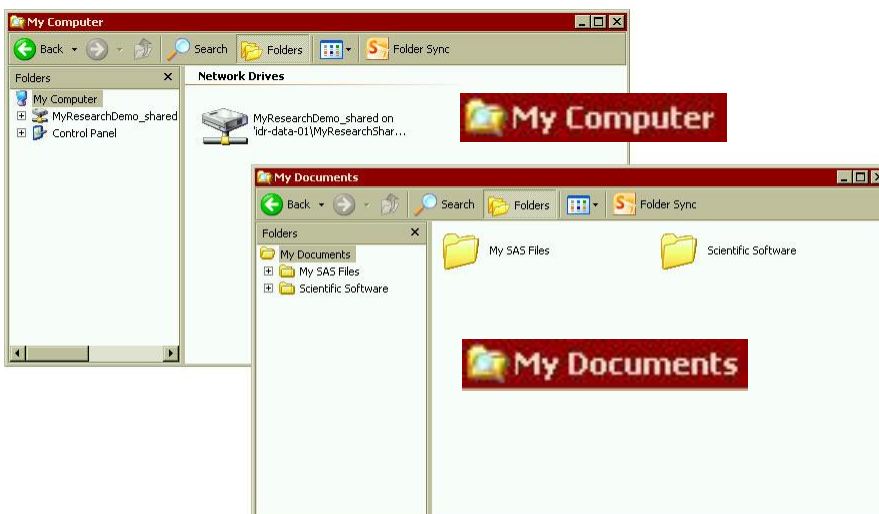 My Computer
Back Search Folders Folder Sync
Folders
My Computer
MyResearchDemo_shared
Control Panel
Network Drives
MyResearchDemo_shared on
'idr-data-01\MyResearchShar...
My Computer
My Documents
Back Search Folders Folder Sync
Folders
My Documents
My SAS Files
Scientific Software
My SAS Files Scientific Software
My Documents